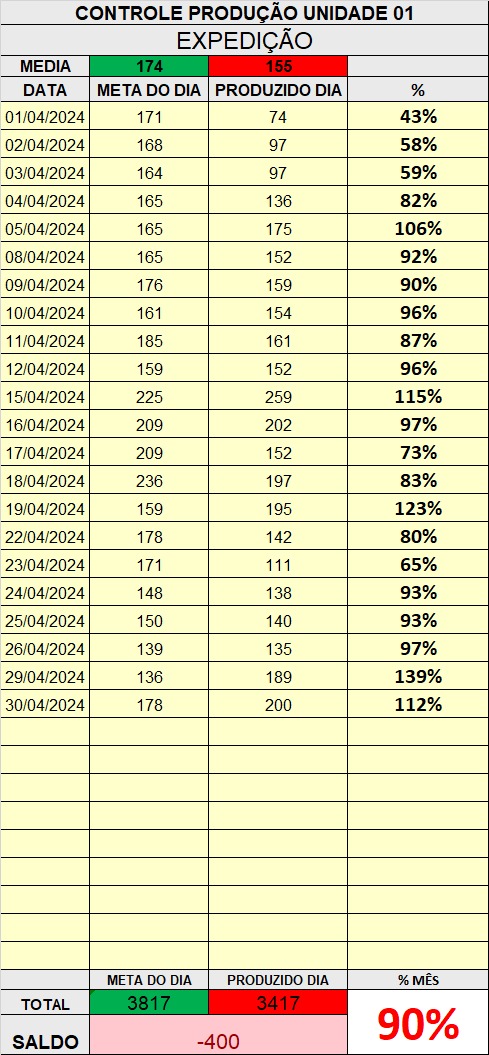 CONTROLE PRODUÇÃO UNIDADE 01
EXPEDIÇÃO
MEDIA 174 155
DATA META DO DIA PRODUZIDO DIA %
01/04/2024 171 74 43%
02/04/2024 168 97 58%
03/04/2024 164 97 59%
04/04/2024 165 136 82%
05/04/2024 165 175 106%
08/04/2024 165 152 92%
09/04/2024 176 159 90%
10/04/2024 161 154 96%
11/04/2024 185 161 87%
12/04/2024 159 152 96%
15/04/2024 225 259 115%
16/04/2024 209 202 97%
17/04/2024 209 152 73%
18/04/2024 236 197 83%
19/04/2024 159 195 123%
22/04/2024 178 142 80%
23/04/2024 171 111 65%
24/04/2024 148 138 93%
25/04/2024 150 140 93%
26/04/2024 139 135 97%
29/04/2024 136 189 139%
30/04/2024 178 200 112%
META DO DIA PRODUZIDO DIA % MÊS
TOTAL 3817 3417 90%
SALDO -400